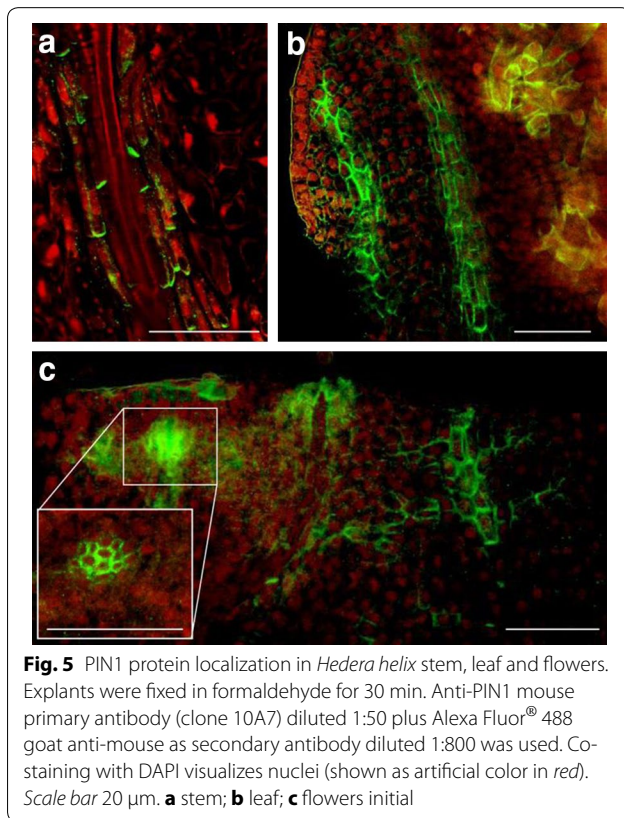 a
b
c
Fig. 5 PIN1 protein localization in Hedera helix stem, leaf and flowers.
Explants were fixed in formaldehyde for 30 min. Anti-PIN1 mouse
primary antibody (clone 10A7) diluted 1:50 plus Alexa Fluor® 488
goat anti-mouse as secondary antibody diluted 1:800 was used. Co-
staining with DAPI visualizes nuclei (shown as artificial color in red).
Scale bar 20 μm. a stem; b leaf; c flowers initial